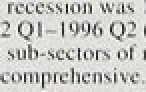 recession was
2 Q1–1996 Q2
sub-sectors of
comprehensive.